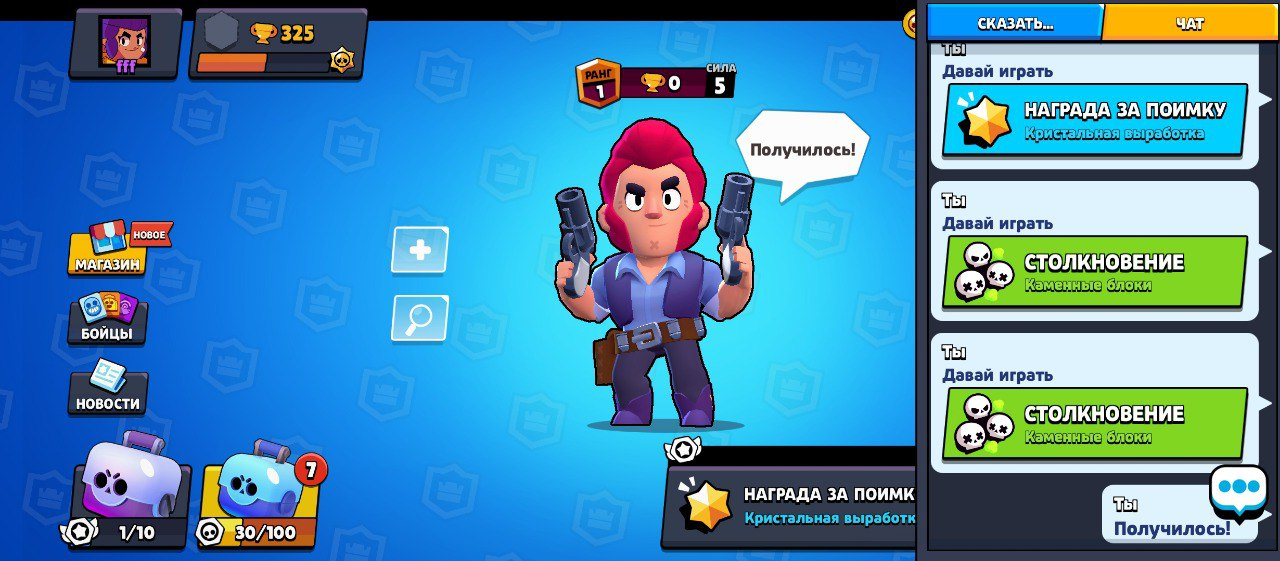 fff
325
РАНГ
1
0
СИЛА
5
Получилось!
НОВОЕ
МАГАЗИН
БОЙЦЫ
НОВОСТИ
1/10
7
30/100
НАГРАДА ЗА ПОИМК
Кристальная выработк
СКАЗАТЬ...
ЧАТ
Ты
Давай играть
НАГРАДА ЗА ПОИМКУ
Кристальная выработка
Ты
Давай играть
СТОЛКНОВЕНИЕ
Каменные блоки
Ты
Давай играть
СТОЛКНОВЕНИЕ
Каменные блоки
Ты
Получилось!